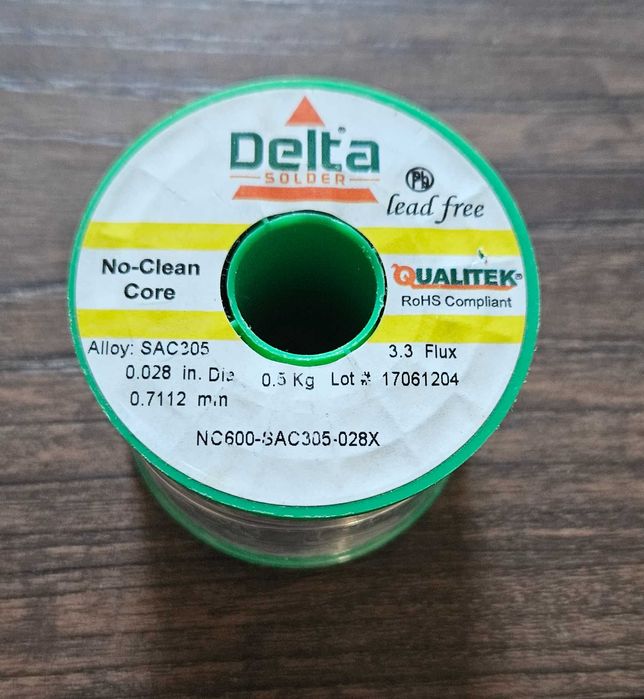 Delta®
SOLDER
Pb
lead free
No-Clean
Core
QUALITEK®
RoHS Compliant
Alloy: SAC305
3.3 Flux
0.028 in. Dia
0.5 Kg Lot # 17061204
0.7112 mm
NC600-SAC305-028X